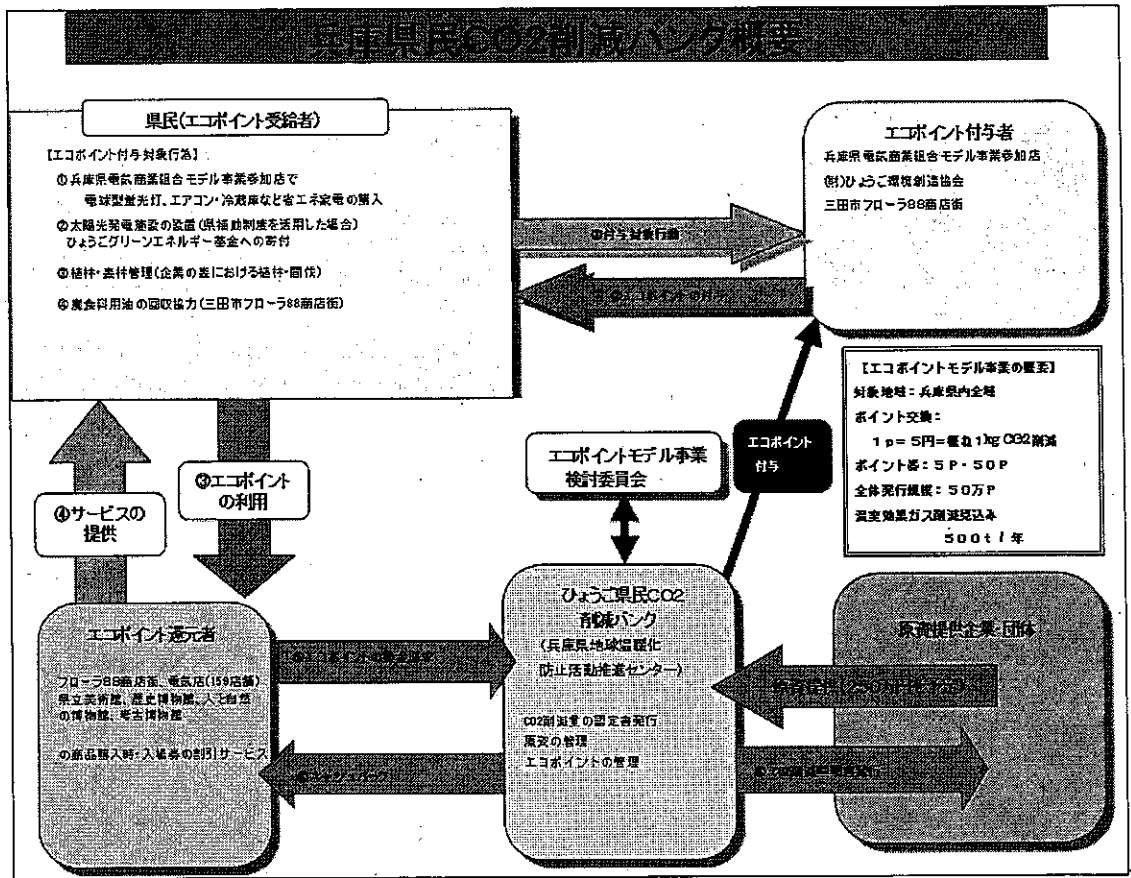 兵庫県民CO2削減バンク概要
県民(エコポイント受給者)
【エコポイント付与対象行為】
①兵庫県電気商業組合モデル事業参加店で
電球型蛍光灯、エアコン・冷蔵庫など省エネ家電の購入
②太陽光発電施設の設置(県補助制度を活用した場合)
ひょうごグリーンエネルギー基金への寄付
③植林・森林管理(企業の森における植林・間伐)
④廃食料用油の回収協力(三田市フローラ88商店街)
エコポイント付与者
兵庫県電気商業組合モデル事業参加店
(財)ひょうご環境創造協会
三田市フローラ88商店街
①付与対象行為
②エコポイントの付与
【エコポイントモデル事業の概要】
対象地域:兵庫県内全域
ポイント交換:
1p=5円=概ね1kgCO2削減
ポイント券:5P・50P
全体発行規模:50万P
温室効果ガス削減見込み
500t/年
エコポイント
付与
エコポイントモデル事業
検討委員会
③エコポイント
の利用
④サービスの
提供
エコポイント還元者
フローラ88商店街、電気店(159店舗)
県立美術館、歴史博物館、人と自然
の博物館、考古博物館
の商品購入時・入場券の割引サービス
ひょうご県民CO2
削減バンク
(兵庫県地球温暖化
防止活動推進センター)
CO2削減量の認定書発行
原資の管理
エコポイントの管理
原資提供企業・団体
キャッシュバック